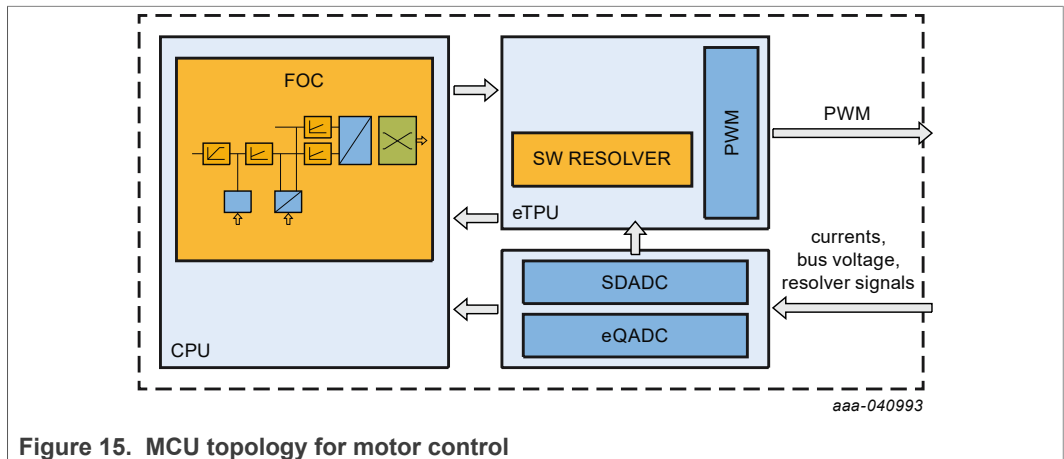 FOC
CPU
SW RESOLVER
PWM
eTPU
SDADC
eQADC
PWM
currents,
bus voltage,
resolver signals
aaa-040993
Figure 15. MCU topology for motor control